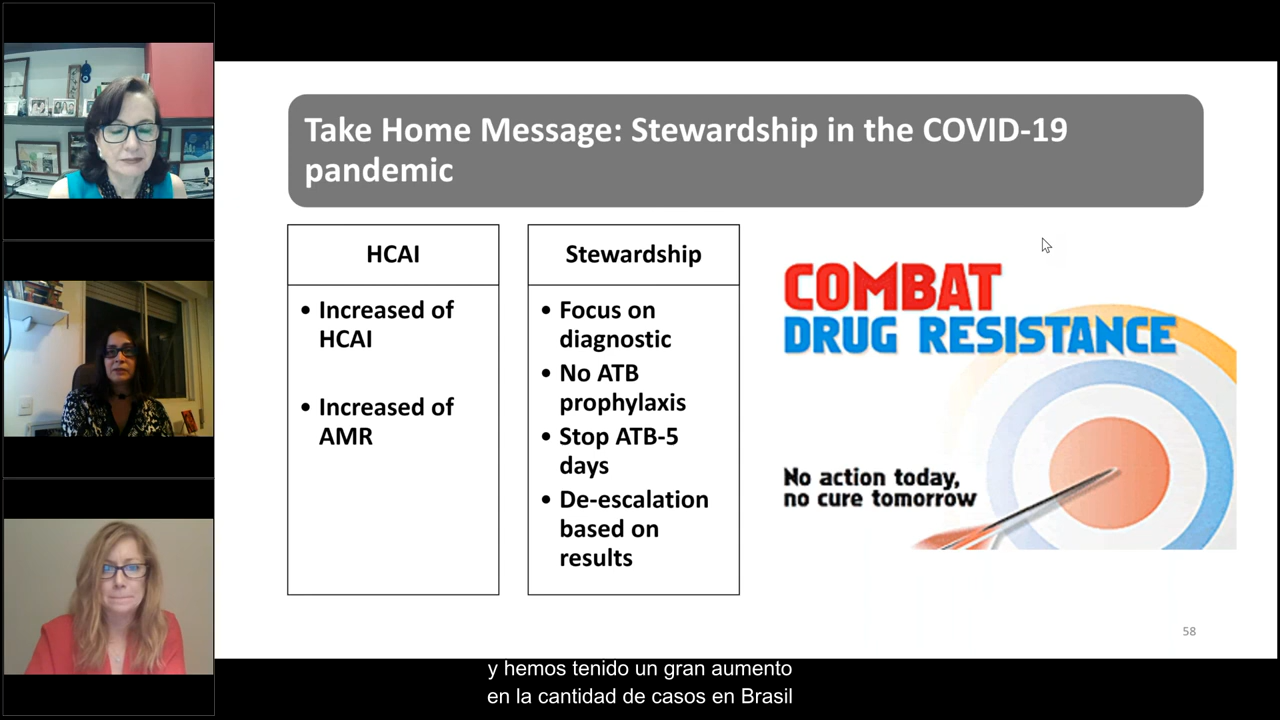 Take Home Message: Stewardship in the COVID-19
pandemic
HCAI
• Increased of
HCAI
• Increased of
AMR
Stewardship
• Focus on
diagnostic
• No ATB
prophylaxis
• Stop ATB-5
days
• De-escalation
based on
results
COMBAT
DRUG RESISTANCE
No action today,
no cure tomorrow
58
y hemos tenido un gran aumento
en la cantidad de casos en Brasil